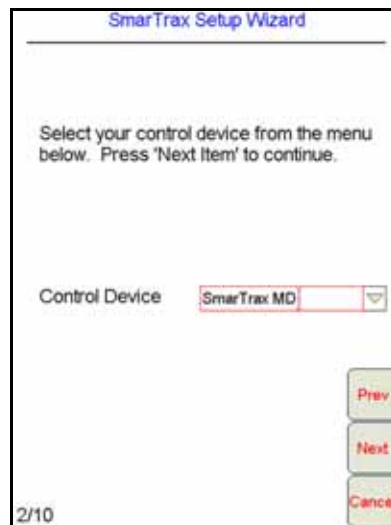 SmarTrax Setup Wizard
Select your control device from the menu
below. Press 'Next Item' to continue.
Control Device
SmarTrax MD
Prev
Next
Cance
2/10